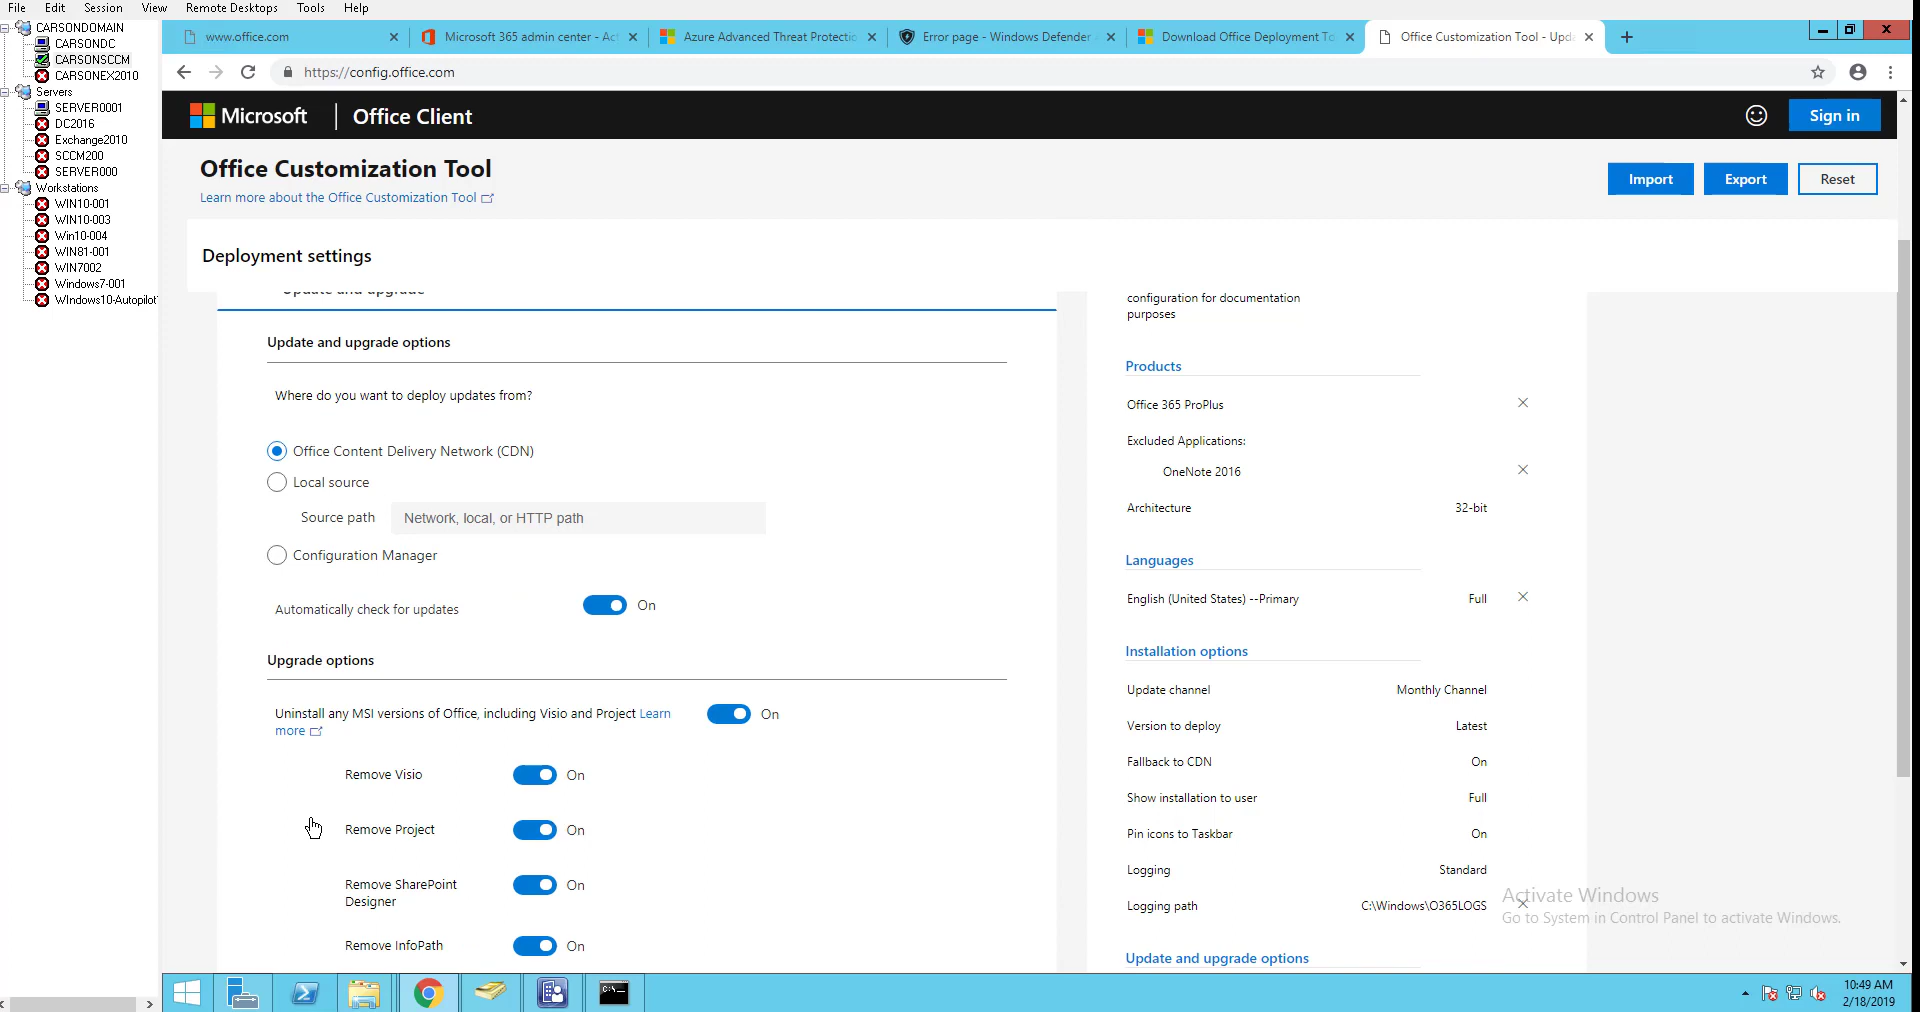 File Edit Session View Remote Desktops Tools Help
CARSONDOMAIN
CARSONDC
CARSONSCCM
CARSONEX2010
Servers
SERVER0001
DC2016
Exchange2010
SCCM200
SERVER000
Workstations
WIN10-001
WIN10-003
Win10-004
WIN81-001
WIN7002
Windows7-001
WIndows10-Autopilot
www.office.com
Microsoft 365 admin center - Ac
Azure Advanced Threat Protectio
Error page - Windows Defender
Download Office Deployment To
Office Customization Tool - Upda
https://config.office.com
Microsoft | Office Client
Sign in
Office Customization Tool
Learn more about the Office Customization Tool
Import
Export
Reset
Deployment settings
Update and upgrade
Update and upgrade options
Where do you want to deploy updates from?
Office Content Delivery Network (CDN)
Local source
Source path Network, local, or HTTP path
Configuration Manager
Automatically check for updates On
Upgrade options
Uninstall any MSI versions of Office, including Visio and Project Learn
more
On
Remove Visio On
Remove Project On
Remove SharePoint
Designer
On
Remove InfoPath On
configuration for documentation
purposes
Products
Office 365 ProPlus
Excluded Applications:
OneNote 2016
Architecture 32-bit
Languages
English (United States) --Primary Full
Installation options
Update channel Monthly Channel
Version to deploy Latest
Fallback to CDN On
Show installation to user Full
Pin icons to Taskbar On
Logging Standard
Logging path C:\Windows\O365LOGS
Update and upgrade options
Activate Windows
Go to System in Control Panel to activate Windows.
10:49 AM
2/18/2019